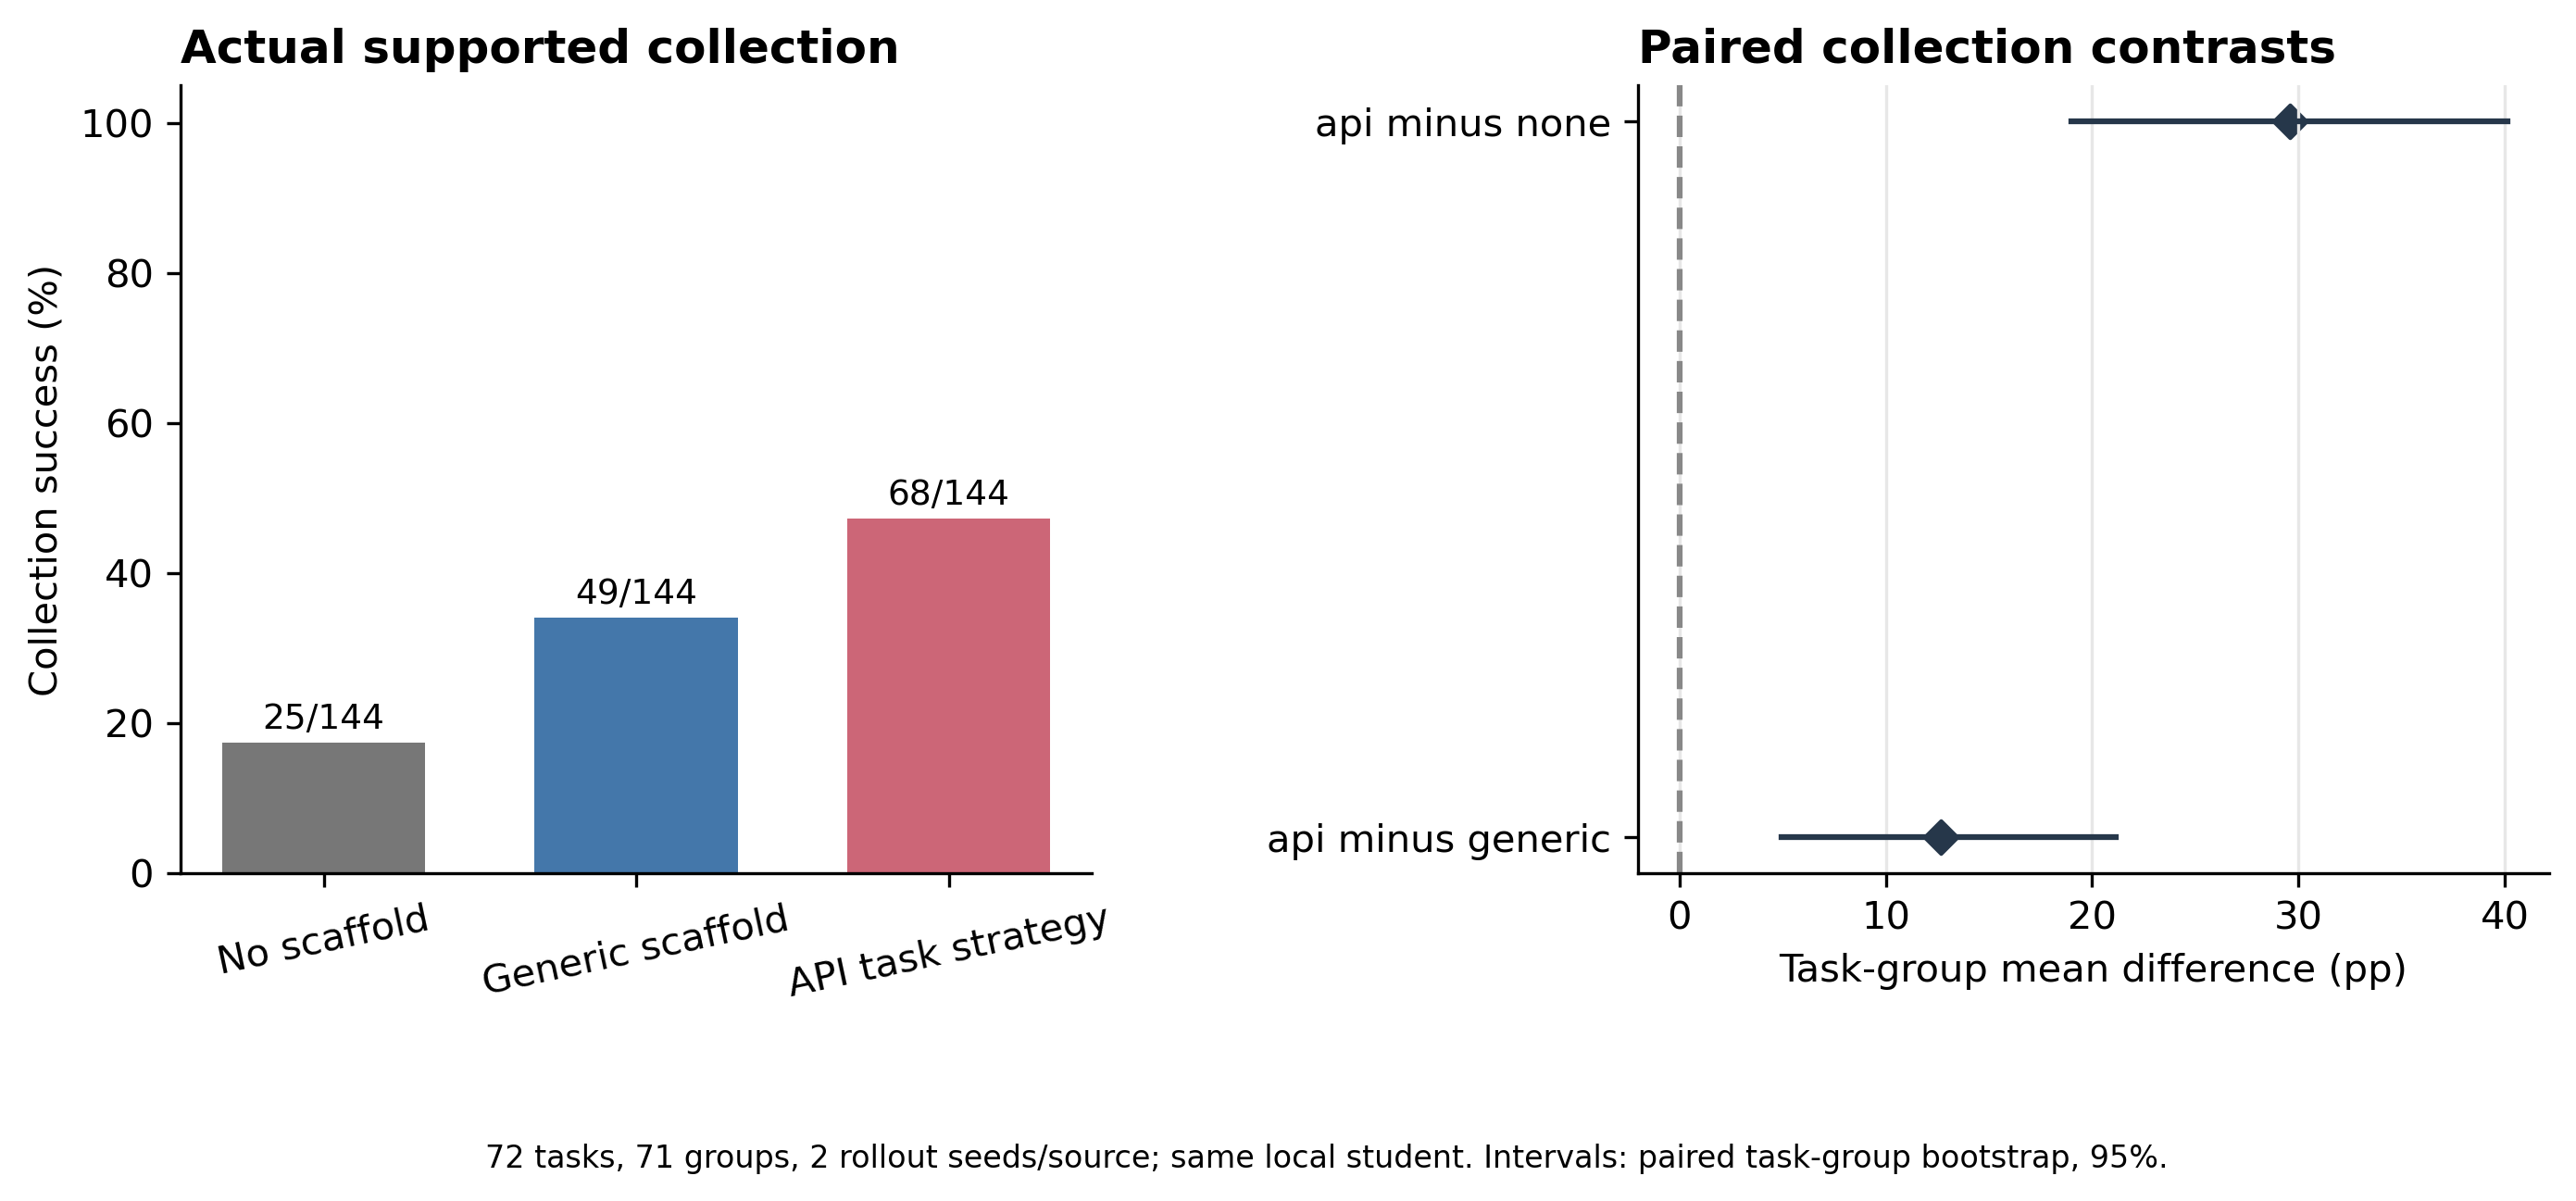 Actual supported collection
Collection success (%)
100
80
60
40
20
0
25/144
49/144
68/144
No scaffold
Generic scaffold
API task strategy
Paired collection contrasts
api minus none
api minus generic
0
10
20
30
40
Task-group mean difference (pp)
72 tasks, 71 groups, 2 rollout seeds/source; same local student. Intervals: paired task-group bootstrap, 95%.